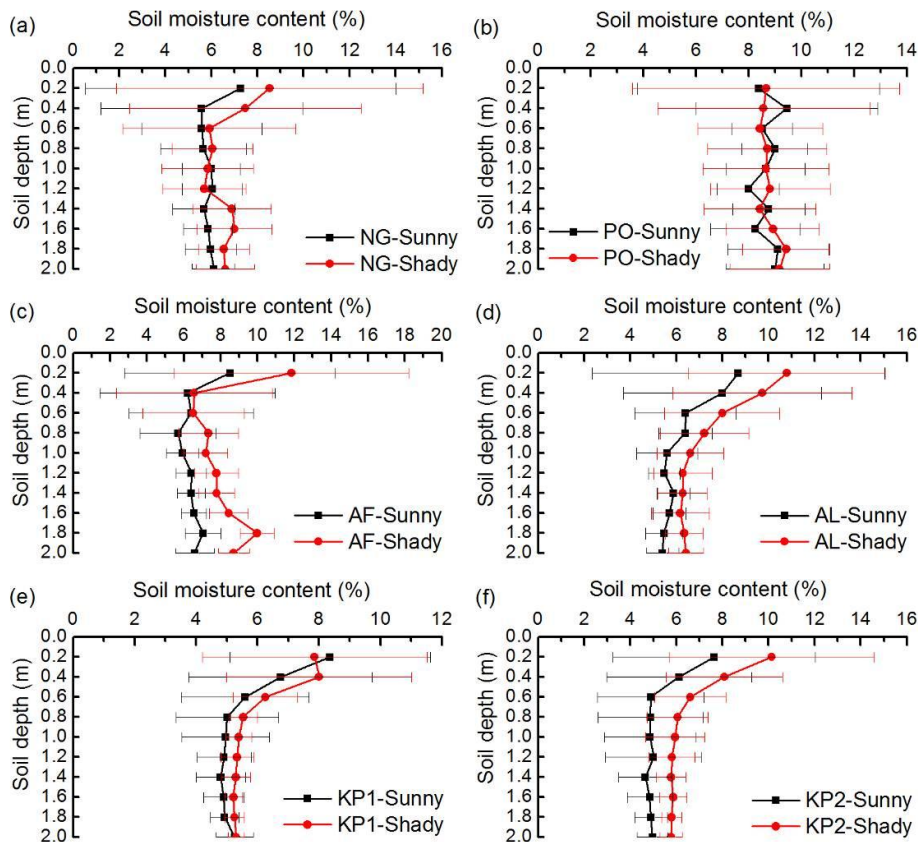 Soil moisture content (%)
Soil moisture content (%)
(a)
0 2 4 6 8 10 12 14 16
(b)
0 2 4 6 8 10 12 14
0.0
0.2
0.4
0.6
0.8
1.0
1.2
1.4
1.6
1.8
2.0
Soil depth (m)
NG-Sunny
NG-Shady
0.0
0.2
0.4
0.6
0.8
1.0
1.2
1.4
1.6
1.8
2.0
Soil depth (m)
PO-Sunny
PO-Shady
Soil moisture content (%)
Soil moisture content (%)
(c)
0 2 4 6 8 10 12 14 16 18 20
(d)
0 2 4 6 8 10 12 14 16
0.0
0.2
0.4
0.6
0.8
1.0
1.2
1.4
1.6
1.8
2.0
Soil depth (m)
AF-Sunny
AF-Shady
0.0
0.2
0.4
0.6
0.8
1.0
1.2
1.4
1.6
1.8
2.0
Soil depth (m)
AL-Sunny
AL-Shady
Soil moisture content (%)
Soil moisture content (%)
(e)
0 2 4 6 8 10 12
(f)
0 2 4 6 8 10 12 14 16
0.0
0.2
0.4
0.6
0.8
1.0
1.2
1.4
1.6
1.8
2.0
Soil depth (m)
KP1-Sunny
KP1-Shady
0.0
0.2
0.4
0.6
0.8
1.0
1.2
1.4
1.6
1.8
2.0
Soil depth (m)
KP2-Sunny
KP2-Shady